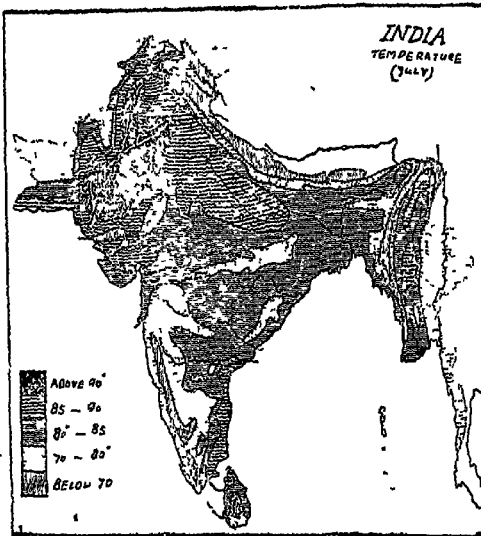 INDIA
TEMPERATURE
(JULY)
ABOVE 90°
85 – 90
80° – 85
70 – 80°
BELOW 70